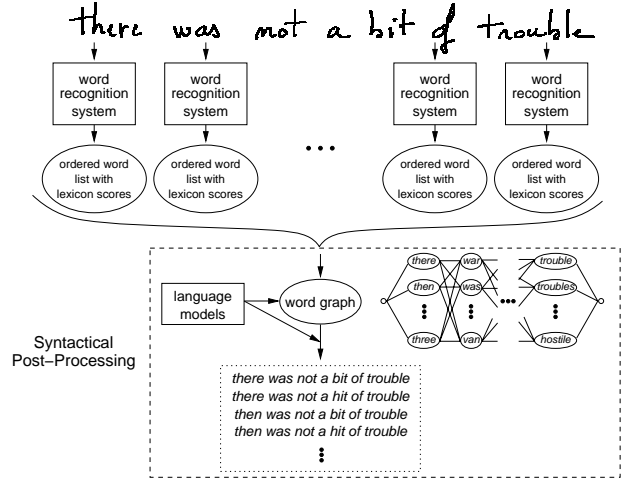 there was not a bit of trouble
word recognition system
word recognition system
word recognition system
word recognition system
ordered word list with lexicon scores
ordered word list with lexicon scores
ordered word list with lexicon scores
ordered word list with lexicon scores
language models
word graph
there
war
trouble
then
was
troubles
three
van
hostile
Syntactical Post-Processing
there was not a bit of trouble
there was not a hit of trouble
then was not a bit of trouble
then was not a hit of trouble